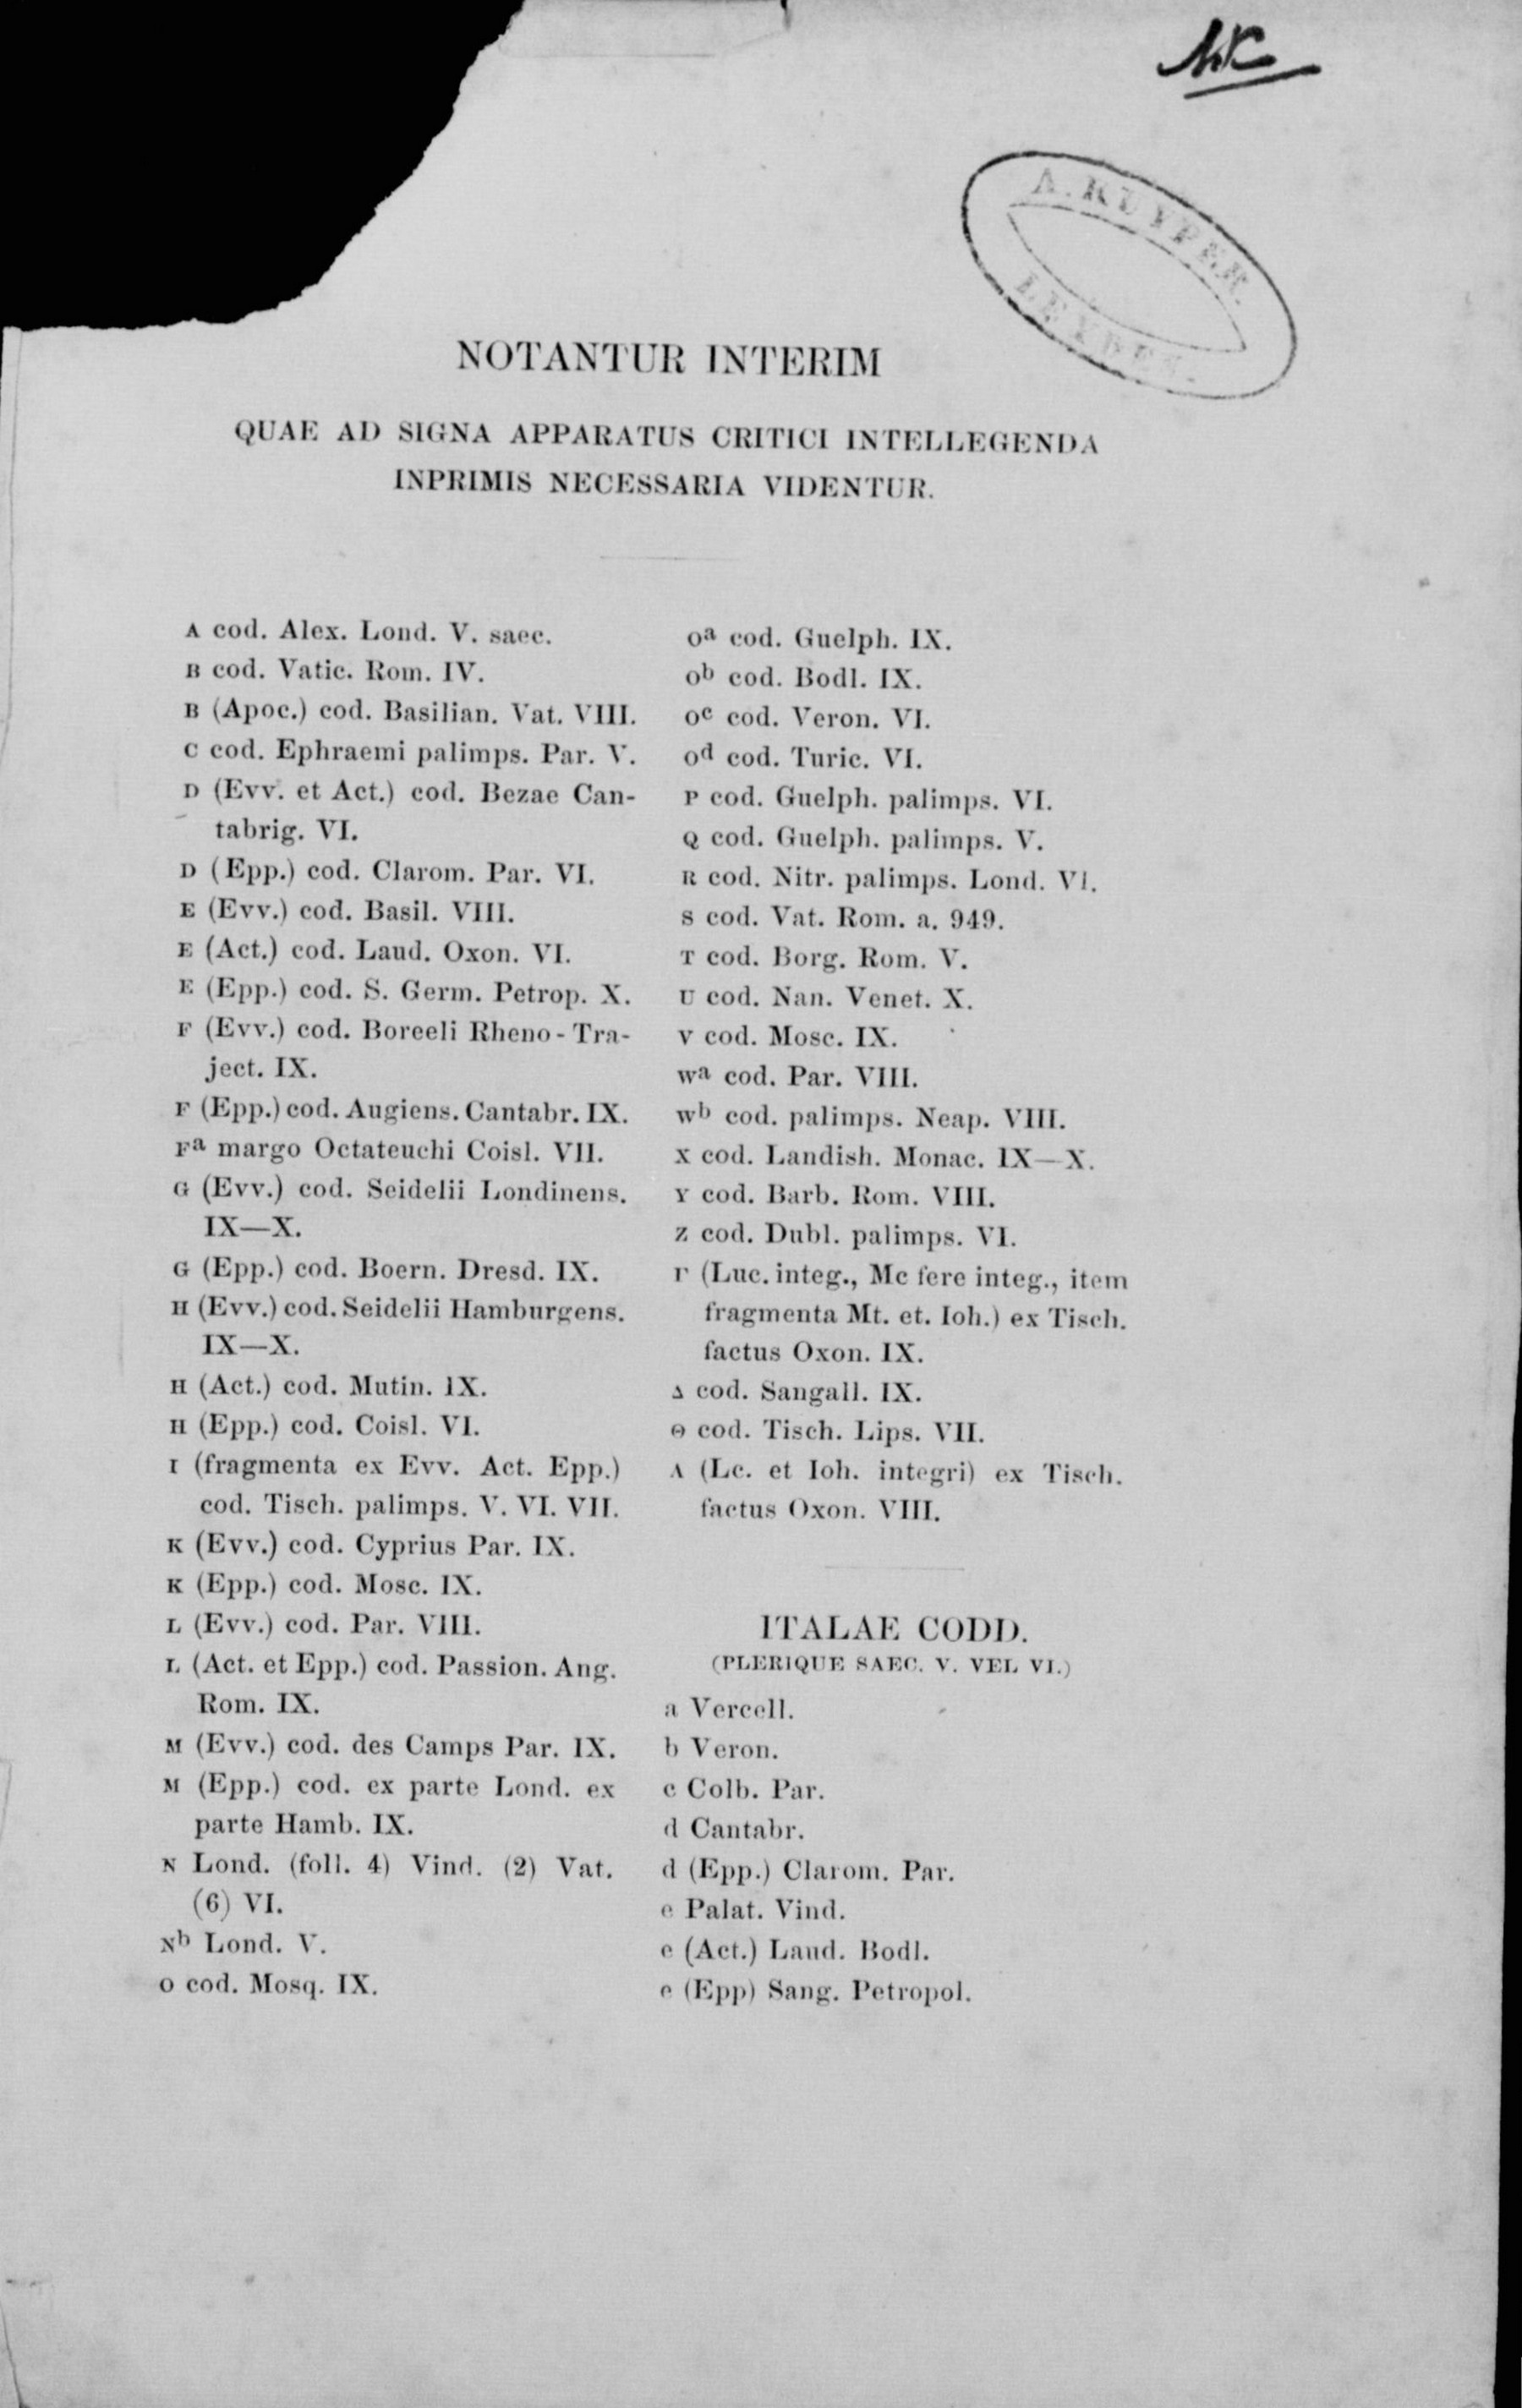 A. KUYPER.
LEYDEN.
NOTANTUR INTERIM
QUAE AD SIGNA APPARATUS CRITICI INTELLEGENDA
INPRIMIS NECESSARIA VIDENTUR.
A cod. Alex. Lond. V. saec.
B cod. Vatic. Rom. IV.
B (Apoc.) cod. Basilian. Vat. VIII.
C cod. Ephraemi palimps. Par. V.
D (Evv. et Act.) cod. Bezae Can-
tabrig. VI.
D (Epp.) cod. Clarom. Par. VI.
E (Evv.) cod. Basil. VIII.
E (Act.) cod. Laud. Oxon. VI.
E (Epp.) cod. S. Germ. Petrop. X.
F (Evv.) cod. Boreeli Rheno-Tra-
ject. IX.
F (Epp.) cod. Augiens. Cantabr. IX.
Fa margo Octateuchi Coisl. VII.
G (Evv.) cod. Seidelii Londinens.
IX—X.
G (Epp.) cod. Boern. Dresd. IX.
H (Evv.) cod. Seidelii Hamburgens.
IX—X.
H (Act.) cod. Mutin. IX.
H (Epp.) cod. Coisl. VI.
I (fragmenta ex Evv. Act. Epp.)
cod. Tisch. palimps. V. VI. VII.
K (Evv.) cod. Cyprius Par. IX.
K (Epp.) cod. Mosc. IX.
L (Evv.) cod. Par. VIII.
L (Act. et Epp.) cod. Passion. Ang.
Rom. IX.
M (Evv.) cod. des Camps Par. IX.
M (Epp.) cod. ex parte Lond. ex
parte Hamb. IX.
N Lond. (foll. 4) Vind. (2) Vat.
(6) VI.
Nb Lond. V.
O cod. Mosq. IX.
Oa cod. Guelph. IX.
Ob cod. Bodl. IX.
Oc cod. Veron. VI.
Od cod. Turic. VI.
P cod. Guelph. palimps. VI.
Q cod. Guelph. palimps. V.
R cod. Nitr. palimps. Lond. VI.
S cod. Vat. Rom. a. 949.
T cod. Borg. Rom. V.
U cod. Nan. Venet. X.
V cod. Mosc. IX.
Wa cod. Par. VIII.
Wb cod. palimps. Neap. VIII.
X cod. Landish. Monac. IX—X.
Y cod. Barb. Rom. VIII.
Z cod. Dubl. palimps. VI.
Γ (Luc. integ., Mc fere integ., item
fragmenta Mt. et. Ioh.) ex Tisch.
factus Oxon. IX.
Δ cod. Sangall. IX.
Θ cod. Tisch. Lips. VII.
Λ (Lc. et Ioh. integri) ex Tisch.
factus Oxon. VIII.
ITALAE CODD.
(PLERIQUE SAEC. V. VEL VI.)
a Vercell.
b Veron.
c Colb. Par.
d Cantabr.
d (Epp.) Clarom. Par.
e Palat. Vind.
e (Act.) Laud. Bodl.
e (Epp) Sang. Petropol.